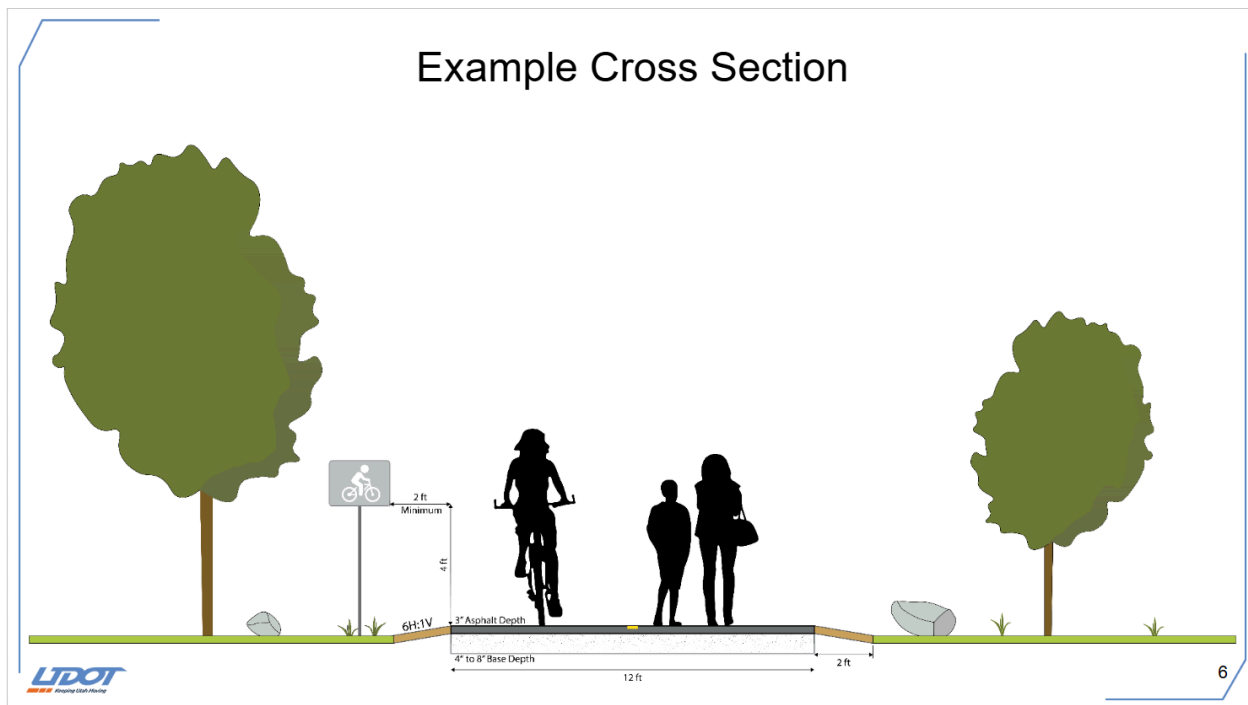 Example Cross Section
2 ft
Minimum
4 ft
6H:1V
3" Asphalt Depth
4" to 8" Base Depth
2 ft
12 ft
UDOT
Keeping Utah Moving
6